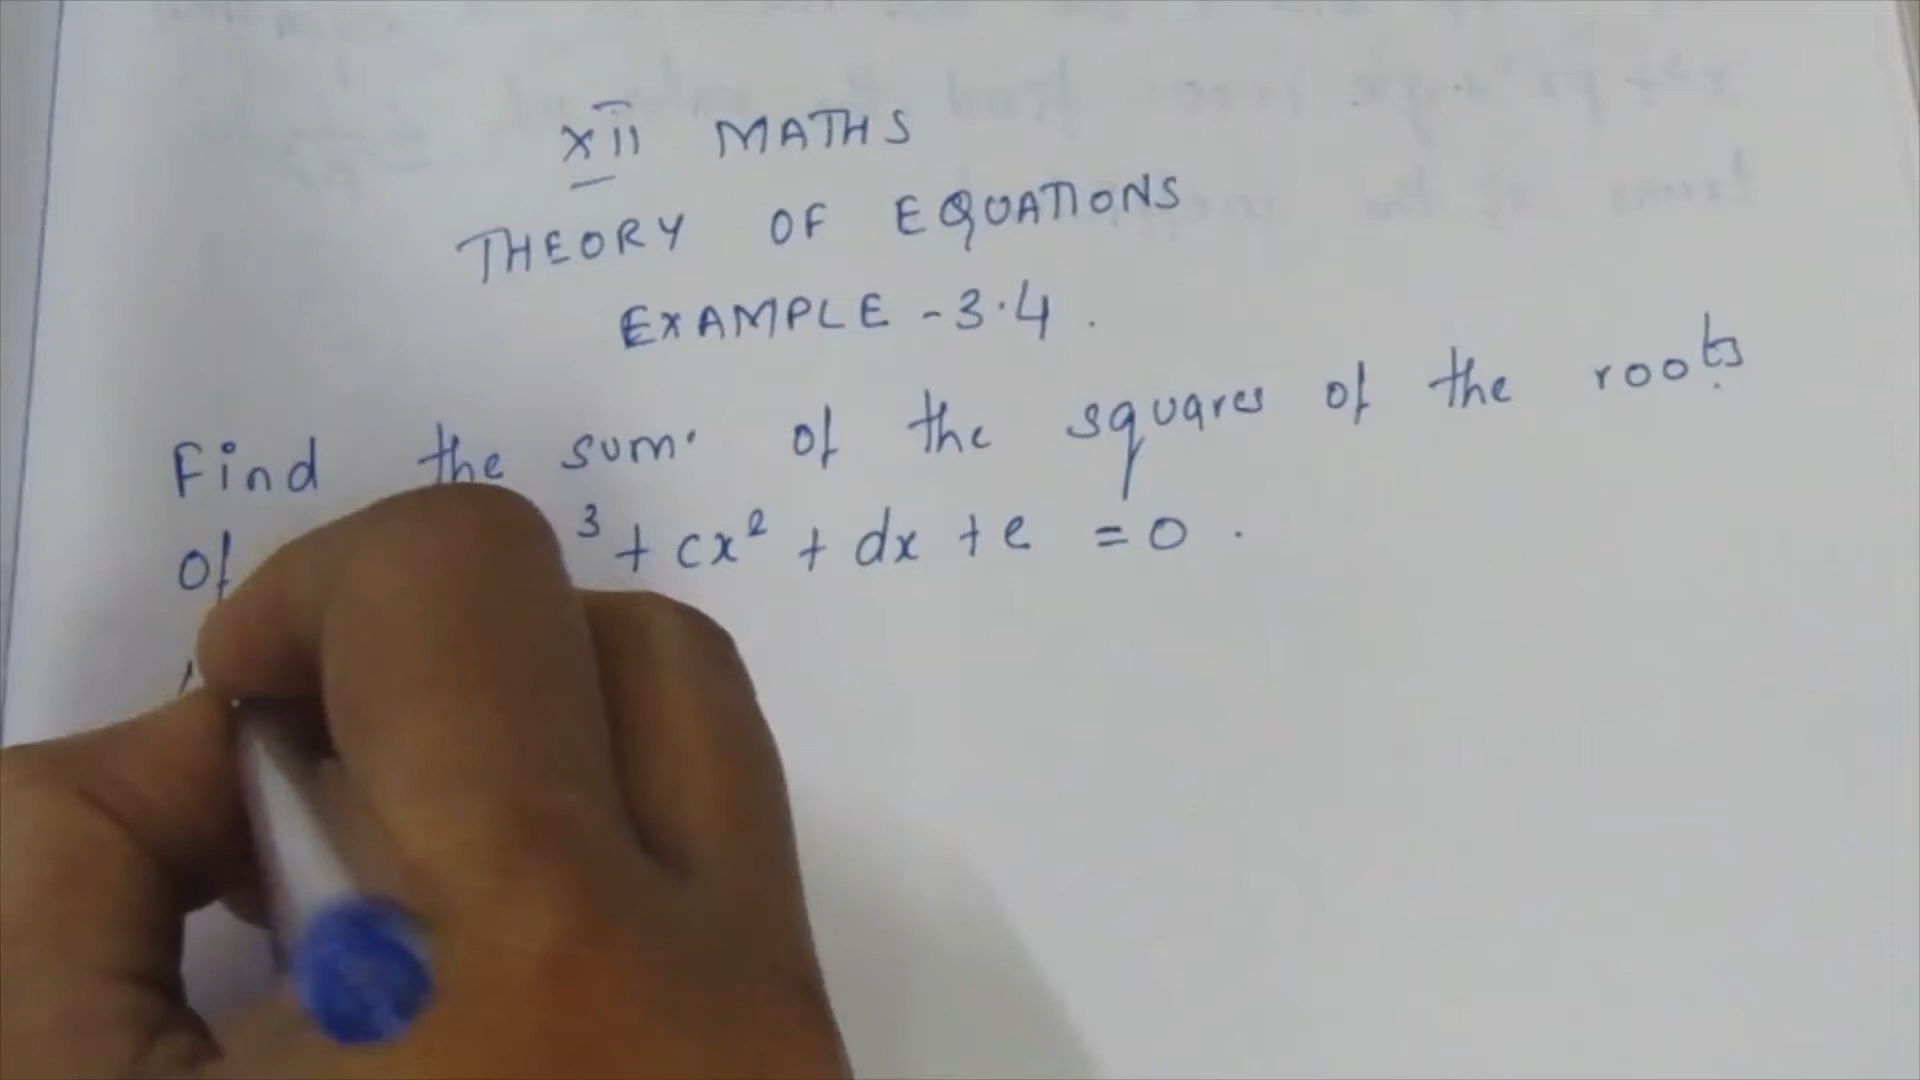 XII MATHS
THEORY OF EQUATIONS
EXAMPLE - 3.4.
Find the sum of the squares of the roots
of ³ + cx² + dx + e = 0.